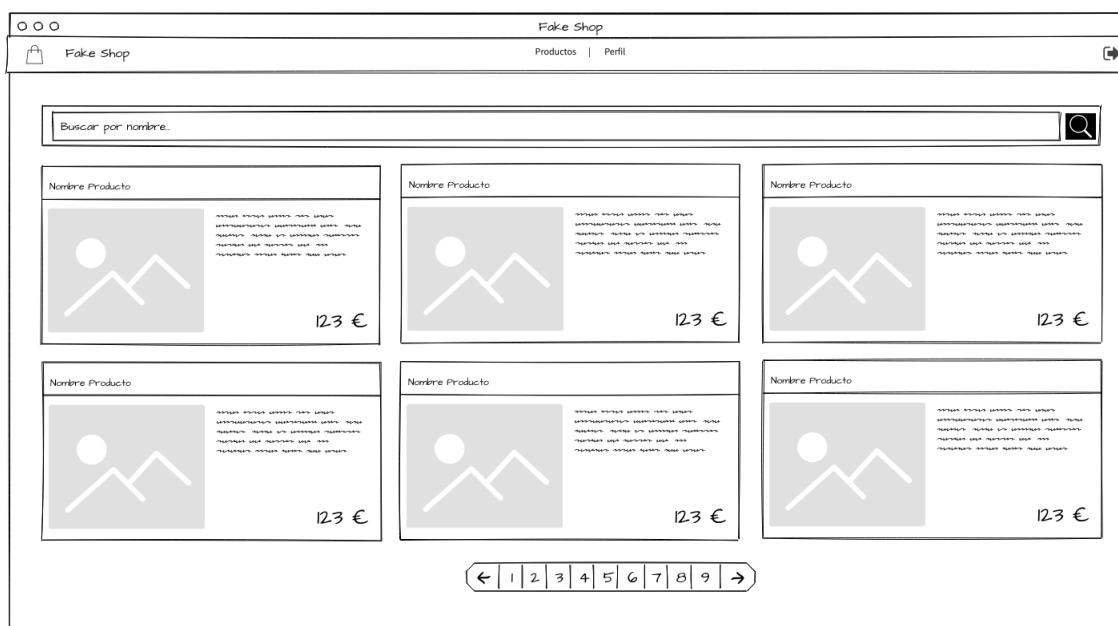 Fake Shop
Fake Shop
Productos | Perfil
Buscar por nombre...
Nombre Producto
123 €
Nombre Producto
123 €
Nombre Producto
123 €
Nombre Producto
123 €
Nombre Producto
123 €
Nombre Producto
123 €
← 1 2 3 4 5 6 7 8 9 →